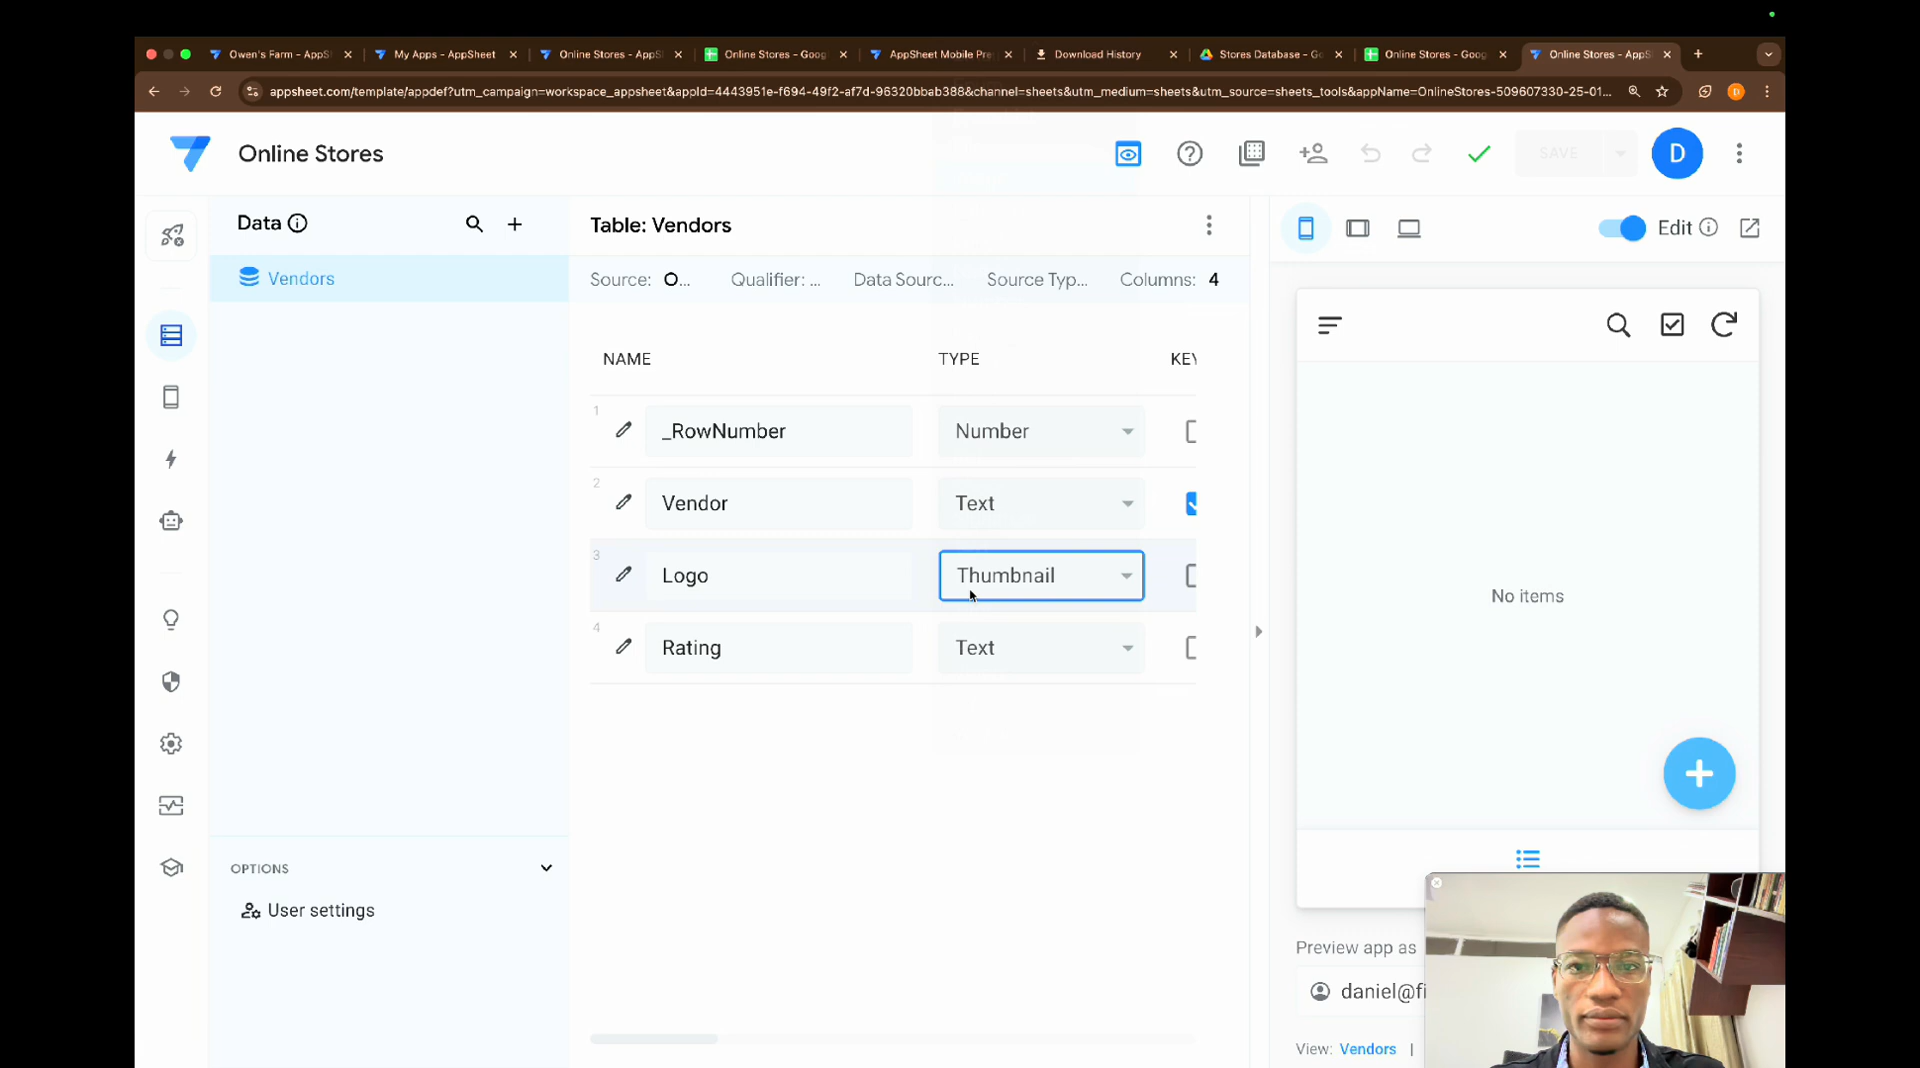 Owen's Farm - AppS
My Apps - AppSheet
Online Stores - AppS
Online Stores - Goog
AppSheet Mobile Pre
Download History
Stores Database - Go
Online Stores - Goog
Online Stores - AppS
appsheet.com/template/appdef?utm_campaign=workspace_appsheet&appId=4443951e-f694-49f2-af7d-96320bbab388&channel=sheets&utm_medium=sheets&utm_source=sheets_tools&appName=OnlineStores-509607330-25-01...
D
Online Stores
SAVE
D
Data
Table: Vendors
Edit
Vendors
Source: O...
Qualifier: ...
Data Sourc...
Source Typ...
Columns: 4
NAME
TYPE
KEY
1
_RowNumber
Number
2
Vendor
Text
3
Logo
Thumbnail
4
Rating
Text
No items
OPTIONS
User settings
Preview app as
daniel@fi
View: Vendors |